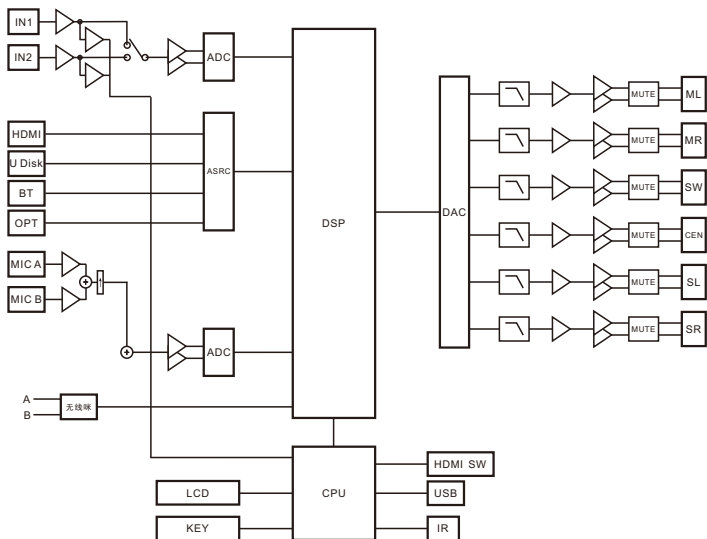 IN1
IN2
ADC
HDMI
U Disk
BT
OPT
ASRC
MIC A
MIC B
ADC
A
B
无线咪
DSP
CPU
LCD
KEY
HDMI SW
USB
IR
DAC
MUTE
ML
MUTE
MR
MUTE
SW
MUTE
CEN
MUTE
SL
MUTE
SR